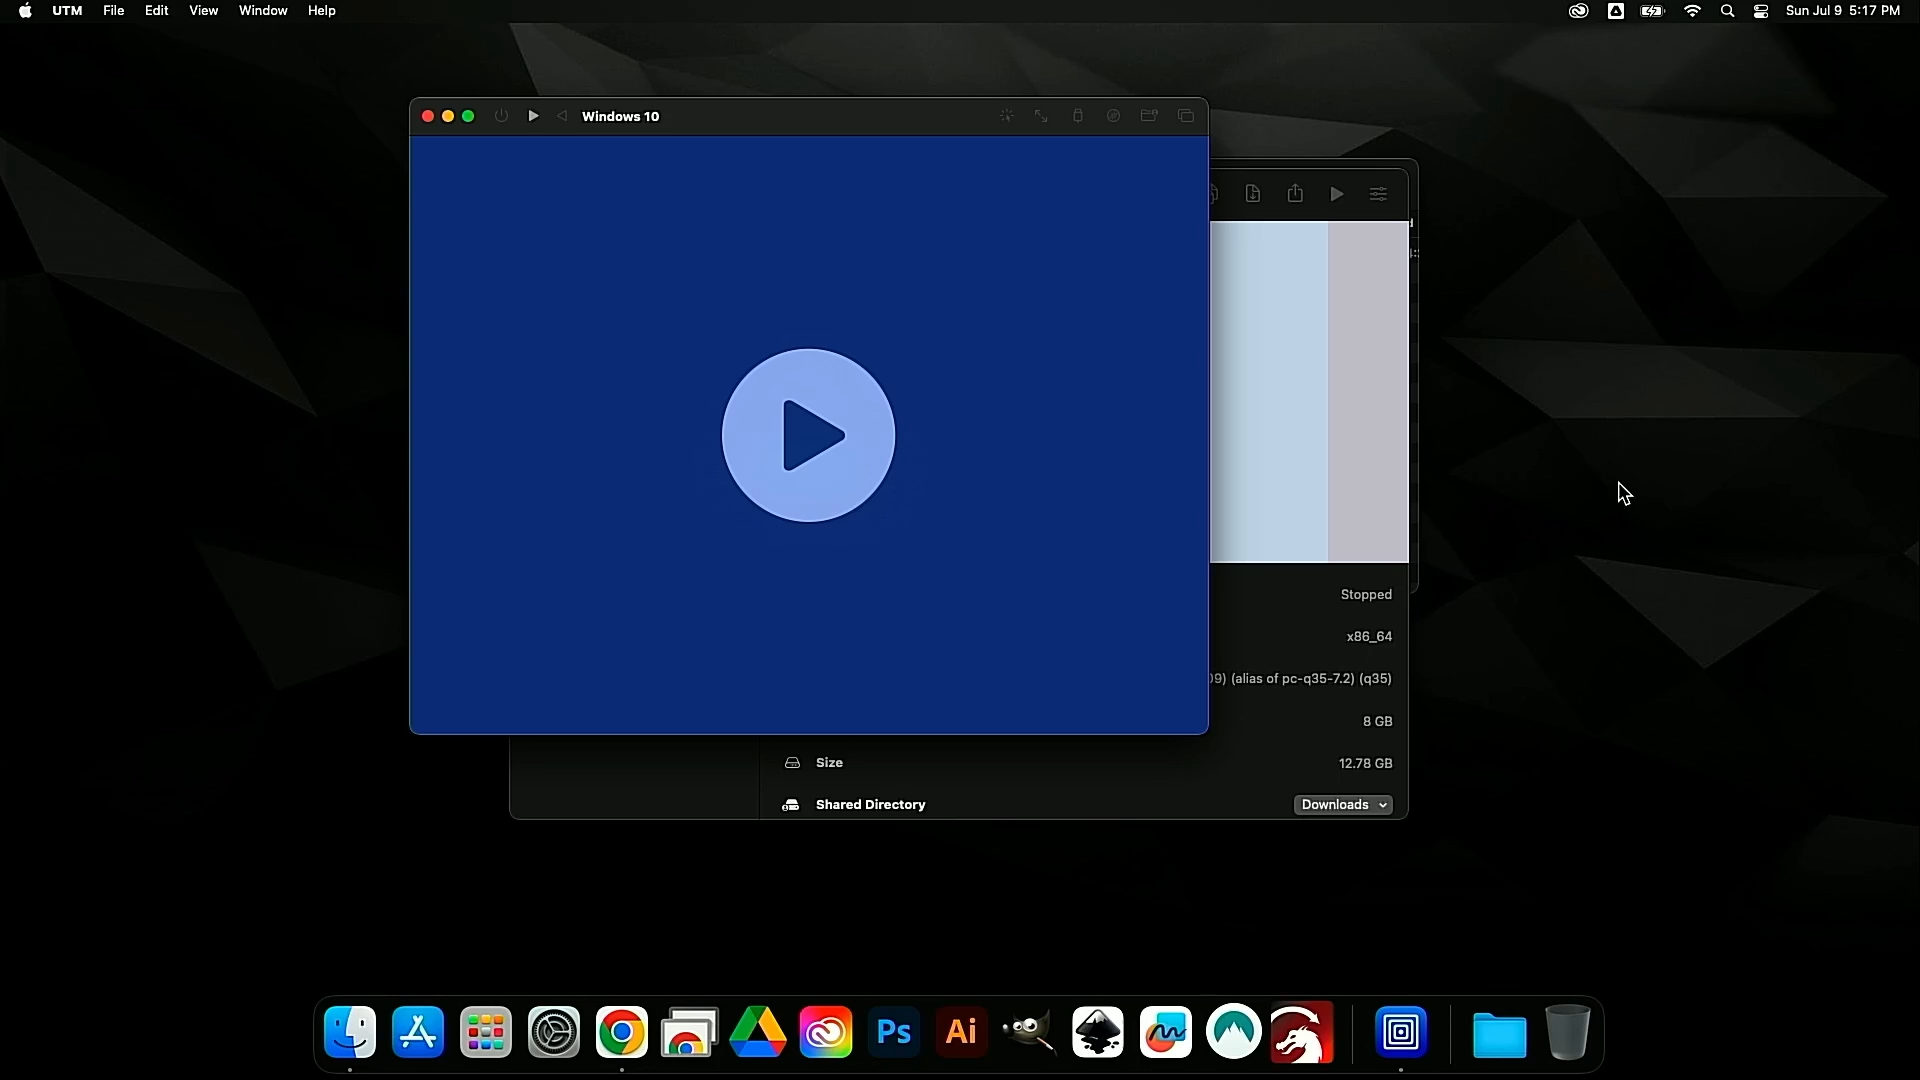 UTM File Edit View Window Help Sun Jul 9 5:17 PM
Windows 10
Stopped
x86_64
(alias of pc-q35-7.2) (q35)
8 GB
Size 12.78 GB
Shared Directory Downloads
Ps Ai